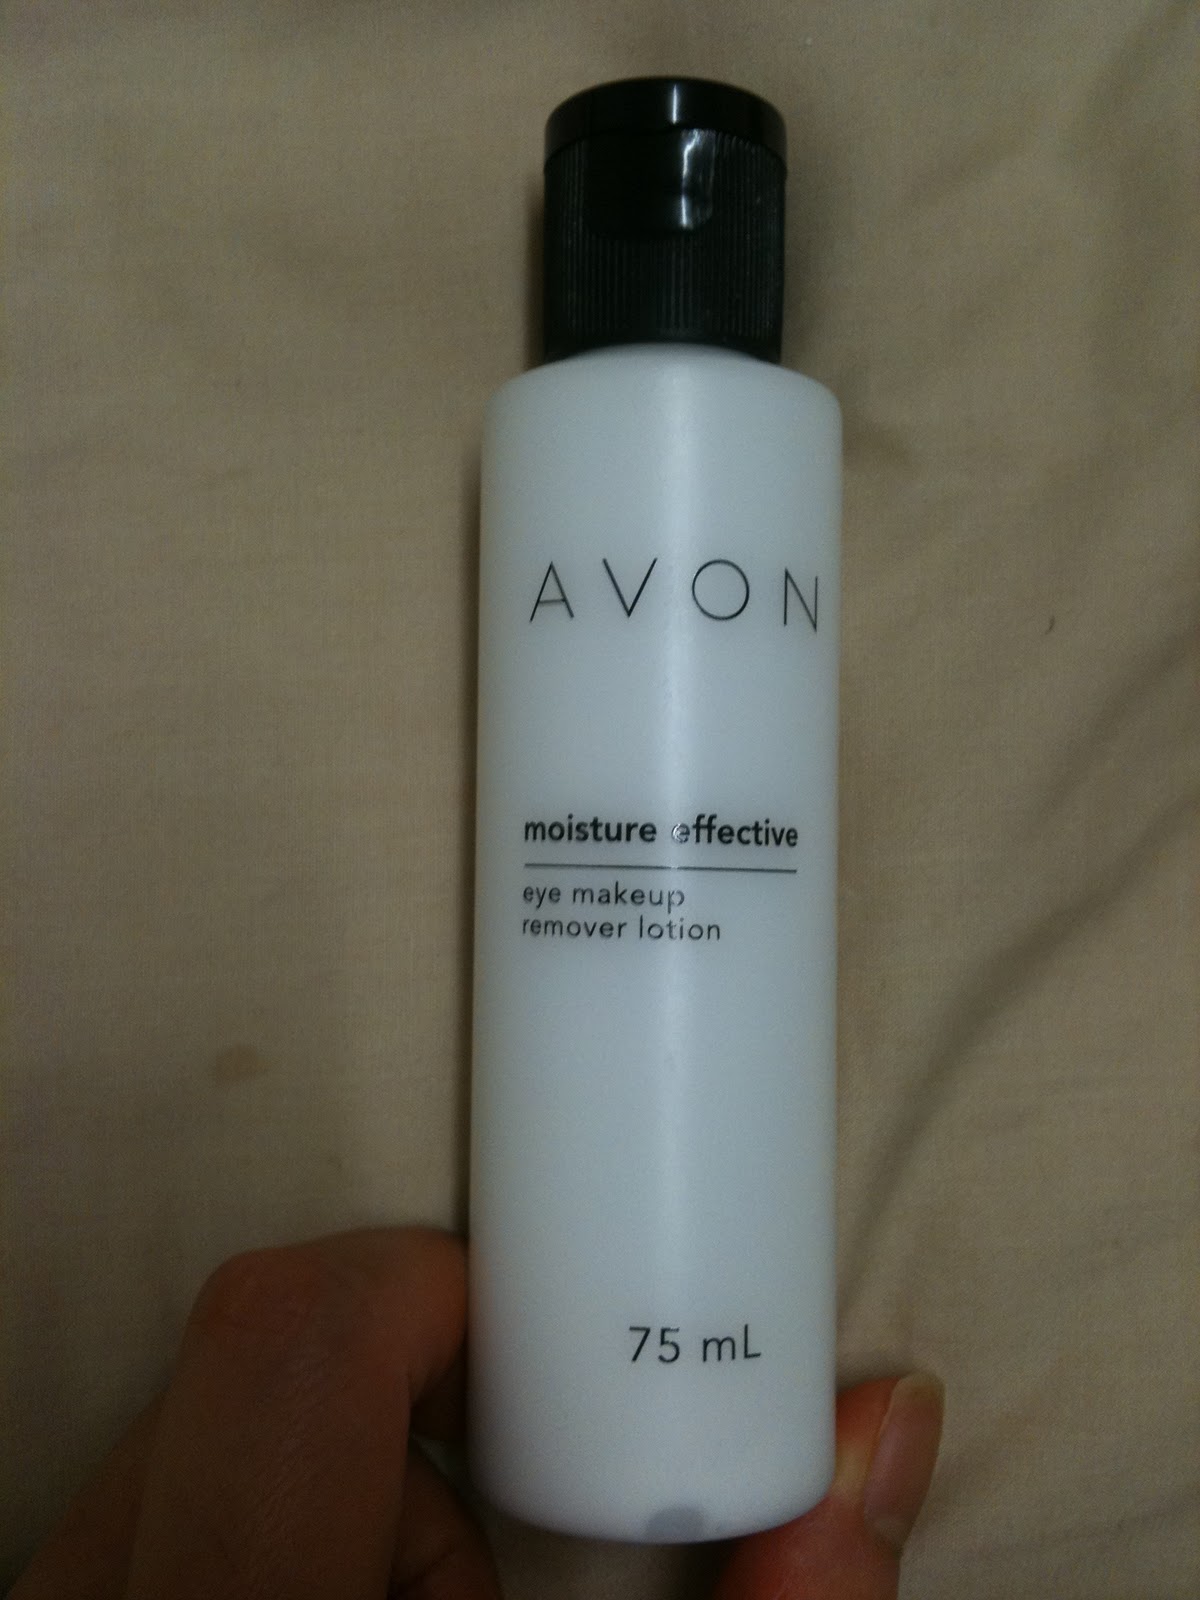 AVON
moisture effective
eye makeup
remover lotion
75 mL